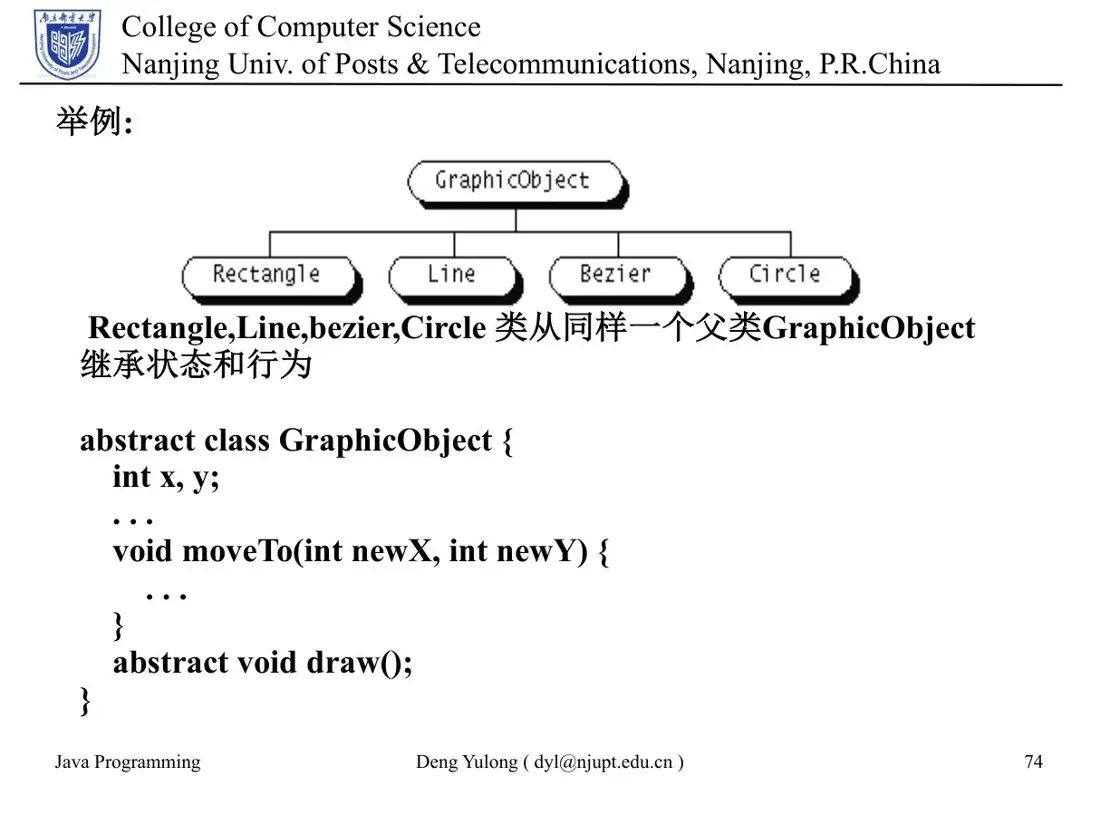 College of Computer Science
Nanjing Univ. of Posts & Telecommunications, Nanjing, P.R.China
举例:
GraphicObject
Rectangle Line Bezier Circle
Rectangle,Line,bezier,Circle 类从同样一个父类GraphicObject
继承状态和行为
abstract class GraphicObject {
int x, y;
. . .
void moveTo(int newX, int newY) {
. . .
}
abstract void draw();
}
Java Programming Deng Yulong ( dyl@njupt.edu.cn ) 74